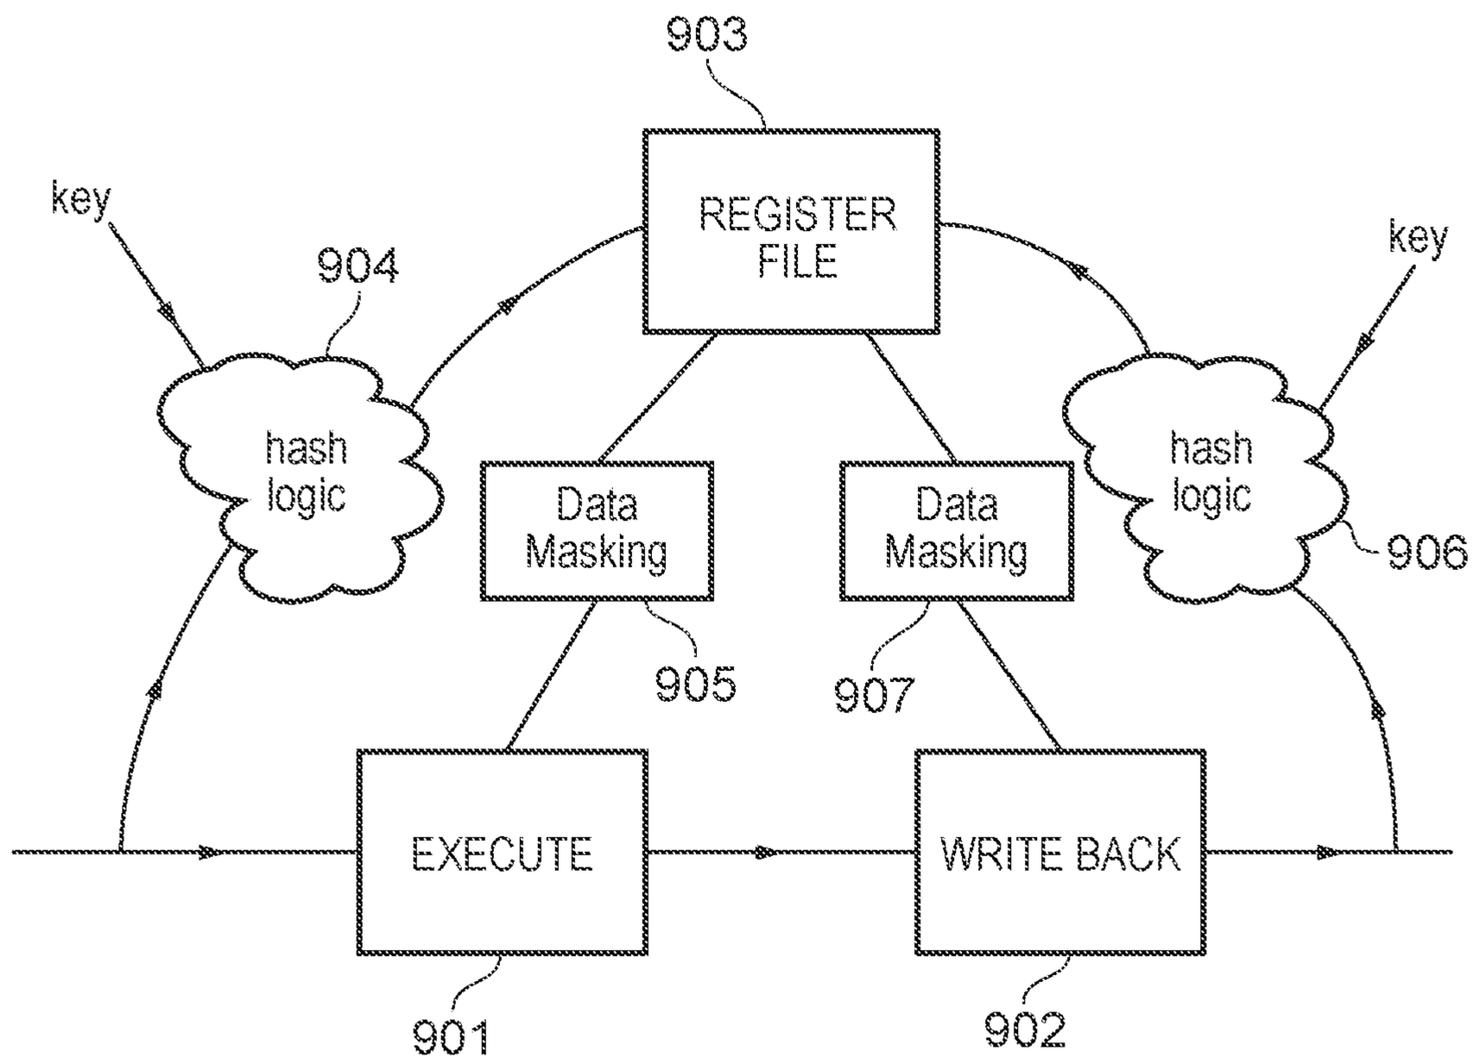 903
key
904
REGISTER
FILE
key
hash
logic
Data
Masking
Data
Masking
hash
logic
906
905
907
EXECUTE
WRITE BACK
901
902